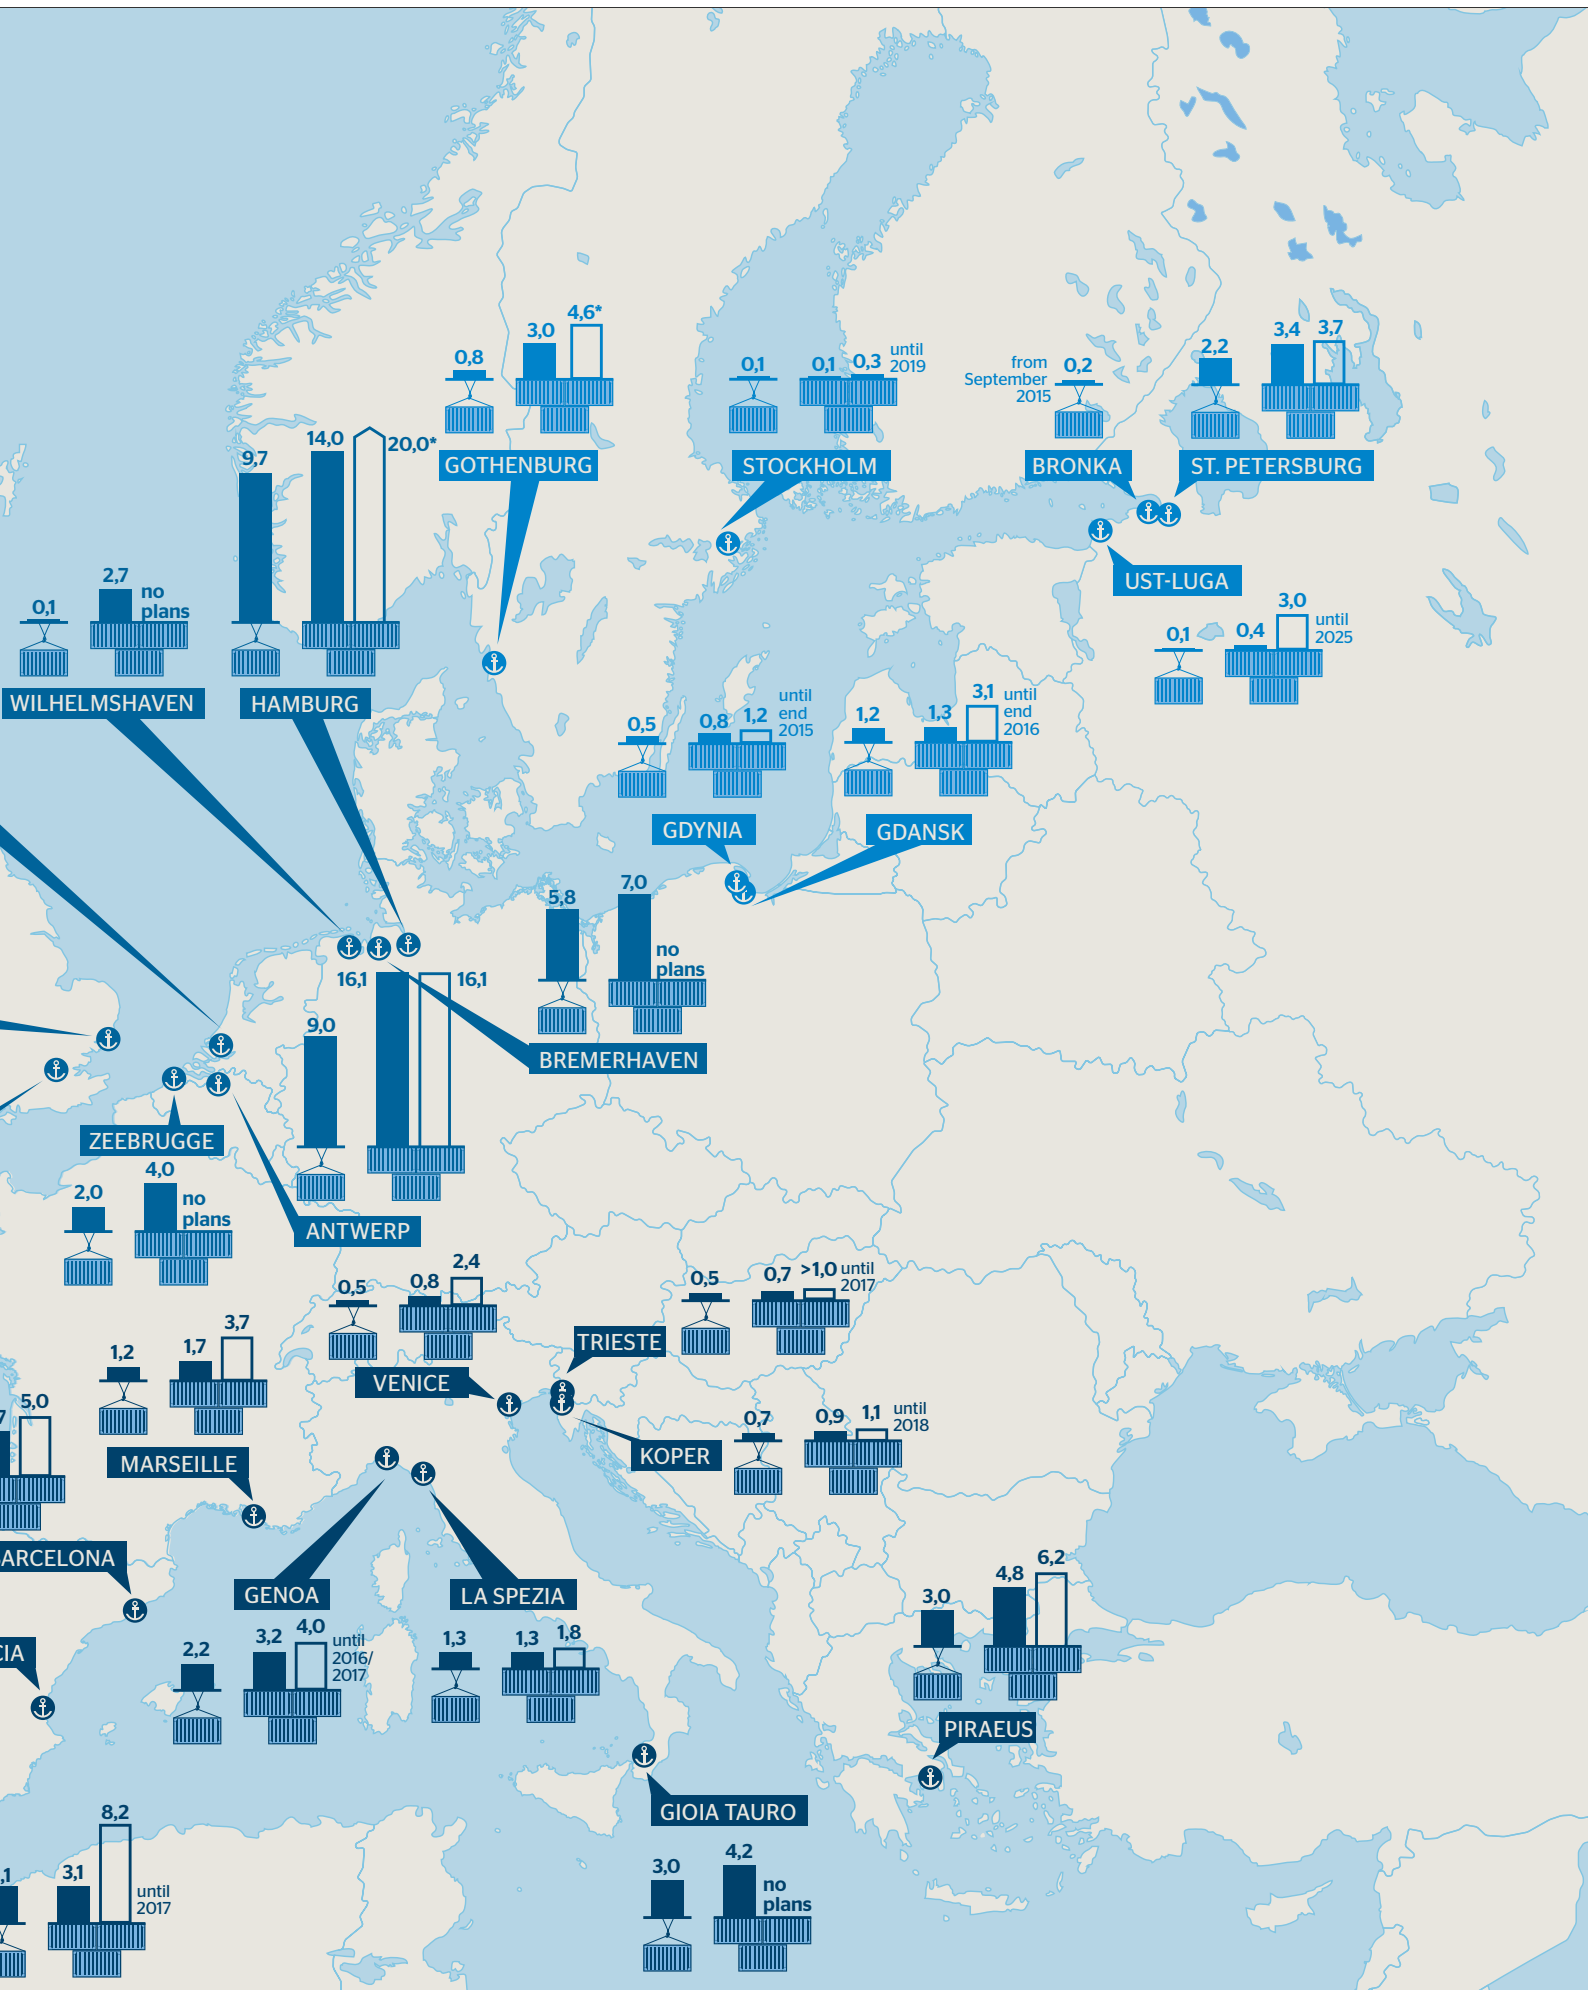 4,6*
3,0
0,8
GOTHENBURG
0,1
0,1
0,3
until
2019
STOCKHOLM
from
September
2015
0,2
BRONKA
2,2
3,4
3,7
ST. PETERSBURG
UST-LUGA
0,1
0,4
3,0
until
2025
9,7
14,0
20,0*
HAMBURG
0,1
2,7
no
plans
WILHELMSHAVEN
0,5
0,8
1,2
until
end
2015
GDYNIA
1,2
1,3
3,1
until
end
2016
GDANSK
5,8
7,0
no
plans
BREMERHAVEN
9,0
16,1
16,1
ANTWERP
ZEEBRUGGE
2,0
4,0
no
plans
0,5
0,8
2,4
VENICE
0,5
0,7
>1,0
until
2017
TRIESTE
1,2
1,7
3,7
MARSEILLE
0,7
0,9
1,1
until
2018
KOPER
7
5,0
ARCELONA
GENOA
2,2
3,2
4,0
until
2016/
2017
LA SPEZIA
1,3
1,3
1,8
CIA
3,0
4,8
6,2
PIRAEUS
GIOIA TAURO
3,0
4,2
no
plans
,1
3,1
8,2
until
2017